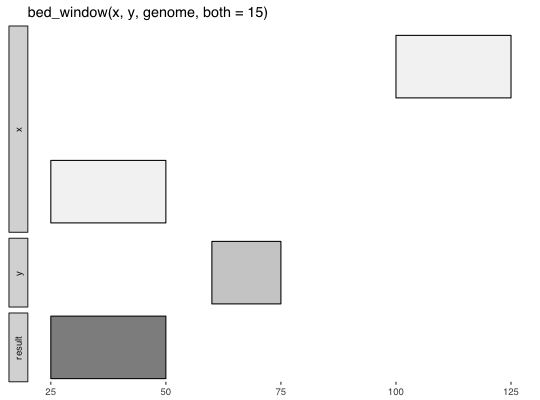 bed_window(x, y, genome, both = 15)
x
y
result
25 50 75 100 125